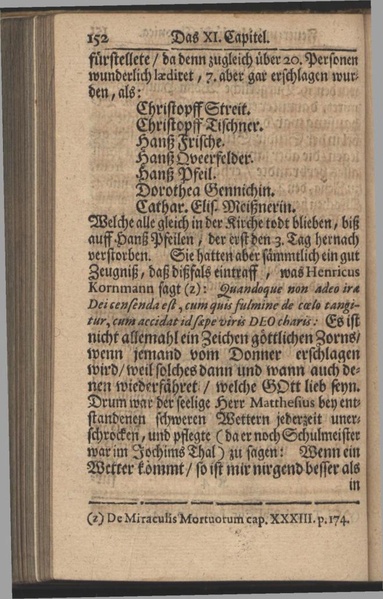 152 Das XI. Capitel.
fürstellete / da denn zugleich über 20. Personen
wunderlich lædiret, 7. aber gar erschlagen wur-
den, als:
Christopff Streit.
Christopff Tischner.
Hanß Frische.
Hanß Qveerfelder.
Hanß Pfeil.
Dorothea Gennichin.
Cathar. Elis. Meißnerin.
Welche alle gleich in der Kirche todt blieben, biß
auff Hanß Pfeilen, der erst den 3. Tag hernach
verstorben. Sie hatten aber sämmtlich ein gut
Zeugniß, daß dißfals eintraff, was Henricus
Kornmann sagt (z): Quandoque non adeo iræ
Dei censenda est, cum quis fulmine de cœlo tangi-
tur, cum accidat id sæpe viris DEO charis: Es ist
nicht allemahl ein Zeichen göttlichen Zorns /
wenn jemand vom Donner erschlagen
wird / weil solches dann und wann auch de-
nen wiederfähret / welche GOtt lieb seyn.
Drum war der seelige Herr Matthesius bey ent-
standenen schweren Wettern jederzeit uner-
schrocken, und pflegte (da er noch Schulmeister
war im Jochims Thal) zu sagen: Wenn ein
Wetter kömmt / so ist mir nirgend besser als
in
(z) De Miraculis Mortuotum cap. XXXIII. p. 174.